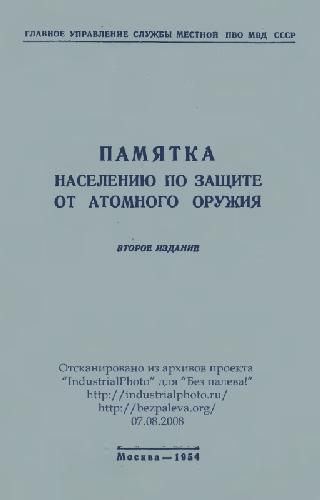 ГЛАВНОЕ УПРАВЛЕНИЕ СЛУЖБЫ МЕСТНОЙ ПВО МВД СССР
ПАМЯТКА
НАСЕЛЕНИЮ ПО ЗАЩИТЕ
ОТ АТОМНОГО ОРУЖИЯ
ВТОРОЕ ИЗДАНИЕ
Отсканировано из архивов проекта
"IndustrialPhoto" для "Без палева!"
http://industrialphoto.ru/
http://bezpaleva.org/
07.08.2008
Москва — 1954